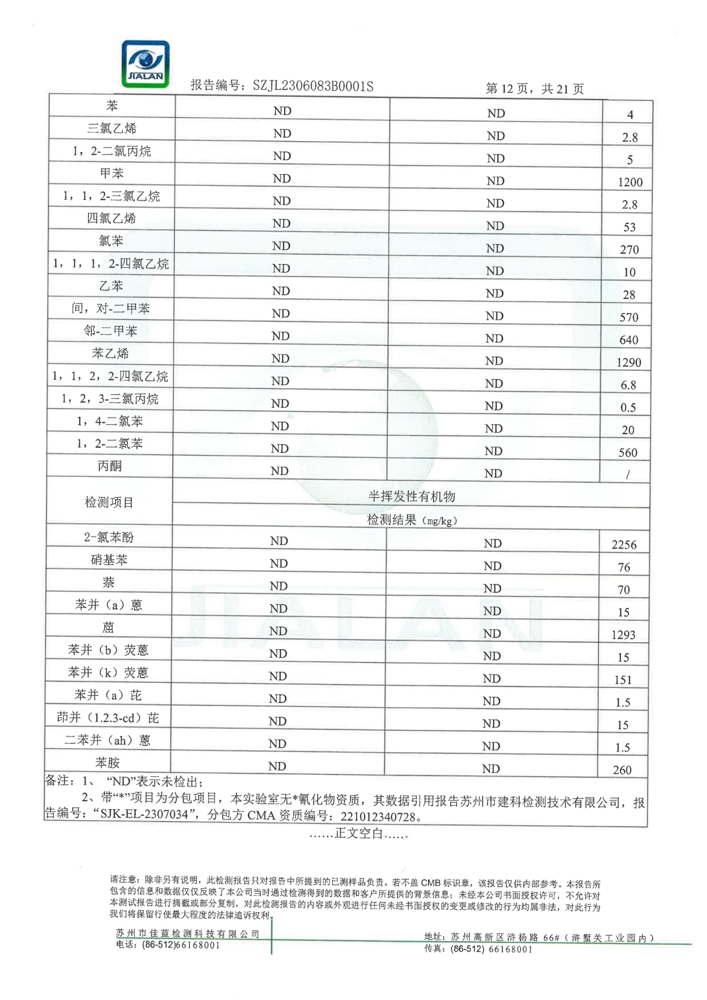 JIALAN
报告编号：SZJL2306083B0001S 第 12 页，共 21 页
苯 ND ND 4
三氯乙烯 ND ND 2.8
1，2-二氯丙烷 ND ND 5
甲苯 ND ND 1200
1，1，2-三氯乙烷 ND ND 2.8
四氯乙烯 ND ND 53
氯苯 ND ND 270
1，1，1，2-四氯乙烷 ND ND 10
乙苯 ND ND 28
间，对-二甲苯 ND ND 570
邻-二甲苯 ND ND 640
苯乙烯 ND ND 1290
1，1，2，2-四氯乙烷 ND ND 6.8
1，2，3-三氯丙烷 ND ND 0.5
1，4-二氯苯 ND ND 20
1，2-二氯苯 ND ND 560
丙酮 ND ND /
检测项目 半挥发性有机物
检测结果（mg/kg）
2-氯苯酚 ND ND 2256
硝基苯 ND ND 76
萘 ND ND 70
苯并（a）蒽 ND ND 15
䓛 ND ND 1293
苯并（b）荧蒽 ND ND 15
苯并（k）荧蒽 ND ND 151
苯并（a）芘 ND ND 1.5
茚并（1.2.3-cd）芘 ND ND 15
二苯并（ah）蒽 ND ND 1.5
苯胺 ND ND 260
备注：1、 “ND”表示未检出；
2、带“*”项目为分包项目，本实验室无*氰化物资质，其数据引用报告苏州市建科检测技术有限公司，报
告编号：“SJK-EL-2307034”，分包方 CMA 资质编号：221012340728。
……正文空白……
请注意：除非另有说明，此检测报告只对报告中所提到的已测样品负责。若不盖 CMB 标识章，该报告仅供内部参考。本报告所
包含的信息和数据仅仅反映了本公司当时通过检测得到的数据和客户所提供的背景信息；未经本公司书面授权许可，不允许对
本测试报告进行摘截或部分复制，对此检测报告的内容或外观进行任何未经书面授权的变更或修改的行为均属非法，对此行为
我们将保留行使最大程度的法律追诉权利。
苏州市佳蓝检测科技有限公司 地址：苏州高新区浒杨路 66#（浒墅关工业园内）
电话：(86-512)66168001 传真：(86-512) 66168001
JIALAN